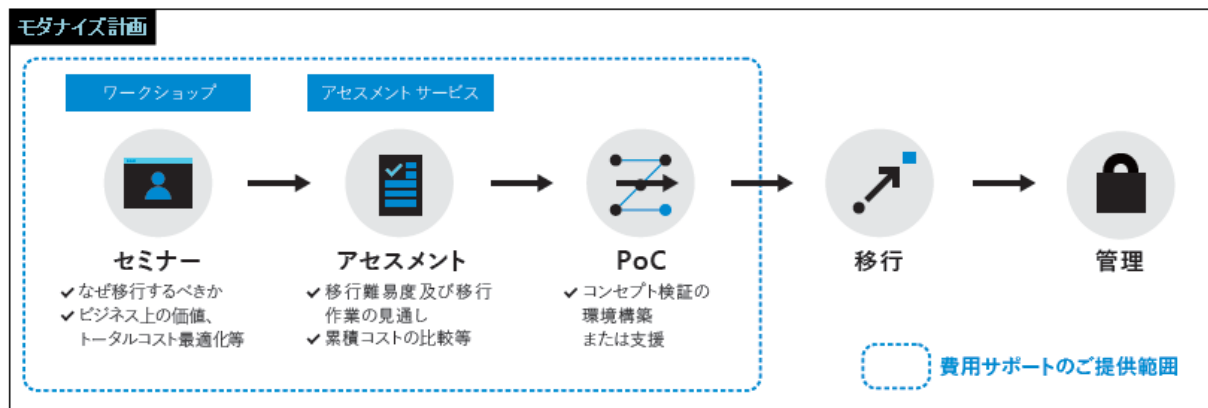 モダナイズ計画
ワークショップ
アセスメント サービス
セミナー
✓ なぜ移行するべきか
✓ ビジネス上の価値、
トータルコスト最適化等
アセスメント
✓ 移行難易度及び移行
作業の見通し
✓ 累積コストの比較等
PoC
✓ コンセプト検証の
環境構築
または支援
移行
管理
費用サポートのご提供範囲